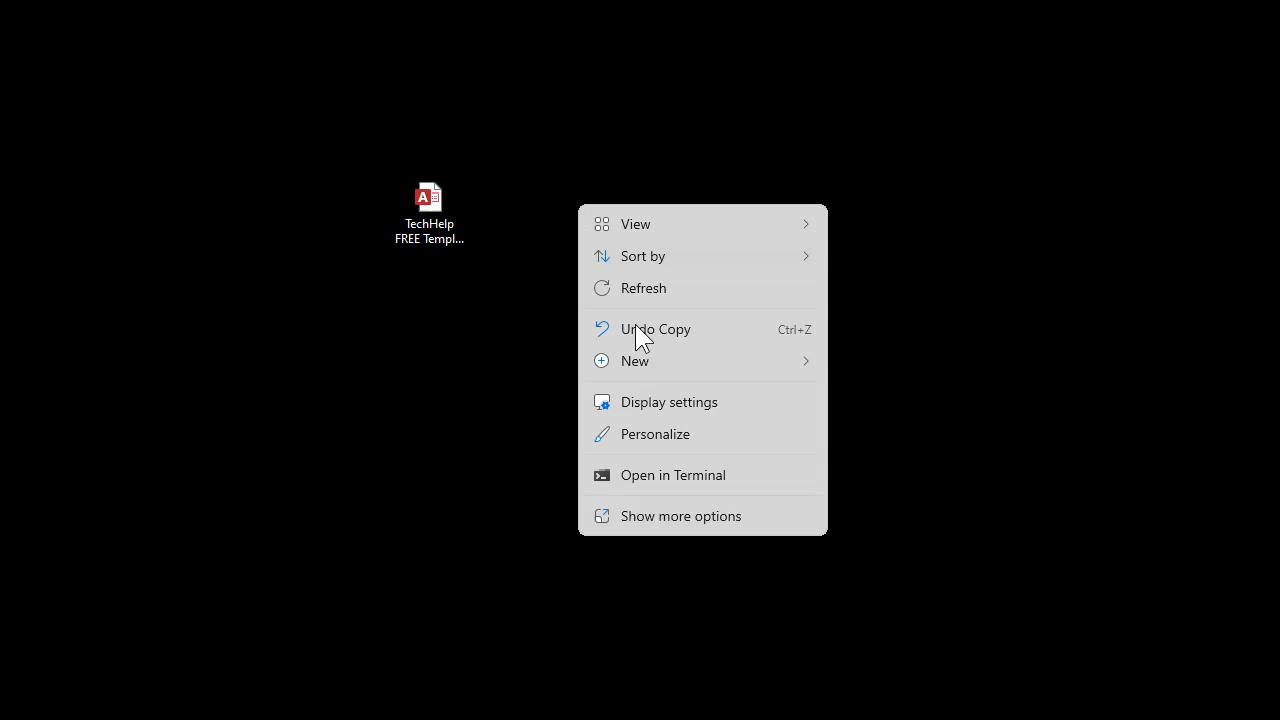 TechHelp
FREE Templ...
View
Sort by
Refresh
Undo Copy Ctrl+Z
New
Display settings
Personalize
Open in Terminal
Show more options